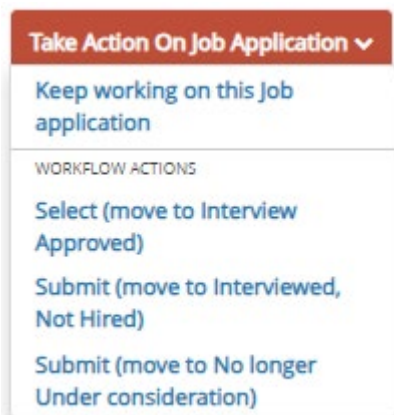 Take Action On Job Application
Keep working on this Job
application
WORKFLOW ACTIONS
Select (move to Interview
Approved)
Submit (move to Interviewed,
Not Hired)
Submit (move to No longer
Under consideration)